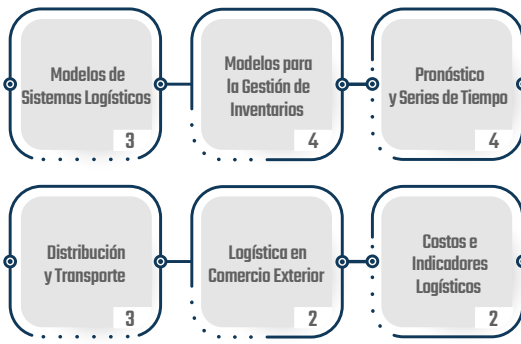 Modelos de
Sistemas Logísticos
3
Modelos para
la Gestión de
Inventarios
4
Pronóstico
y Series de Tiempo
4
Distribución
y Transporte
3
Logística en
Comercio Exterior
2
Costos e
Indicadores
Logísticos
2